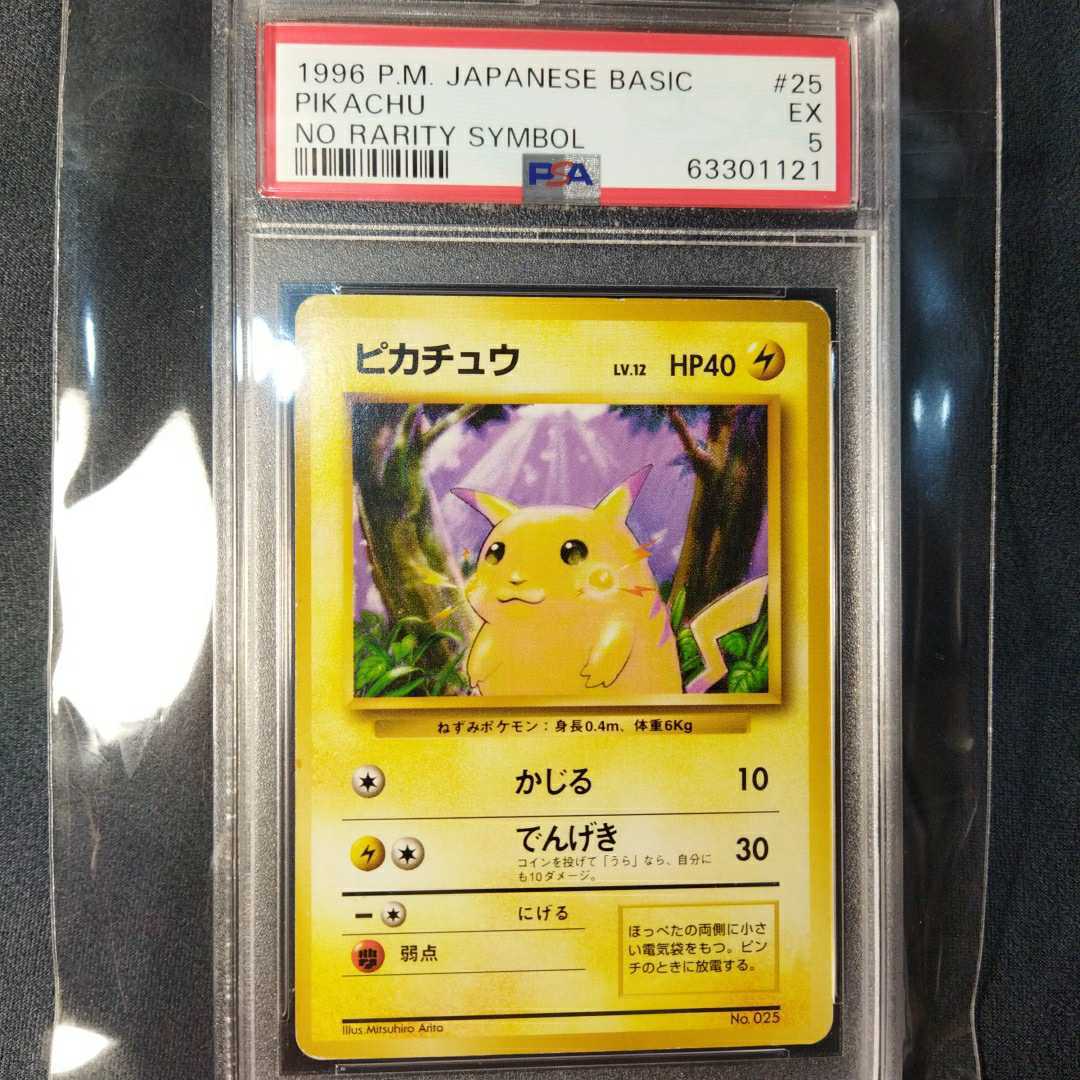 1996 P.M. JAPANESE BASIC #25
PIKACHU EX
NO RARITY SYMBOL 5
PSA 63301121
ピカチュウ LV.12 HP40
ねずみポケモン：身長0.4m、体重6Kg
かじる 10
でんげき 30
コインを投げて「うら」なら、自分に
も10ダメージ。
にげる
弱点
ほっぺたの両側に小さ
い電気袋をもつ。ピン
チのときに放電する。
Illus.Mitsuhiro Arita No. 025